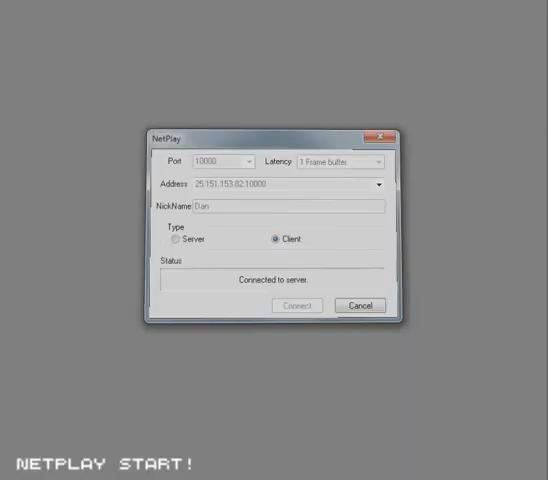 NetPlay
Port 10000 Latency 1 Frame buffer
Address 25.151.153.82:10000
NickName Dan
Type
Server Client
Status
Connected to server.
Connect Cancel
NETPLAY START!